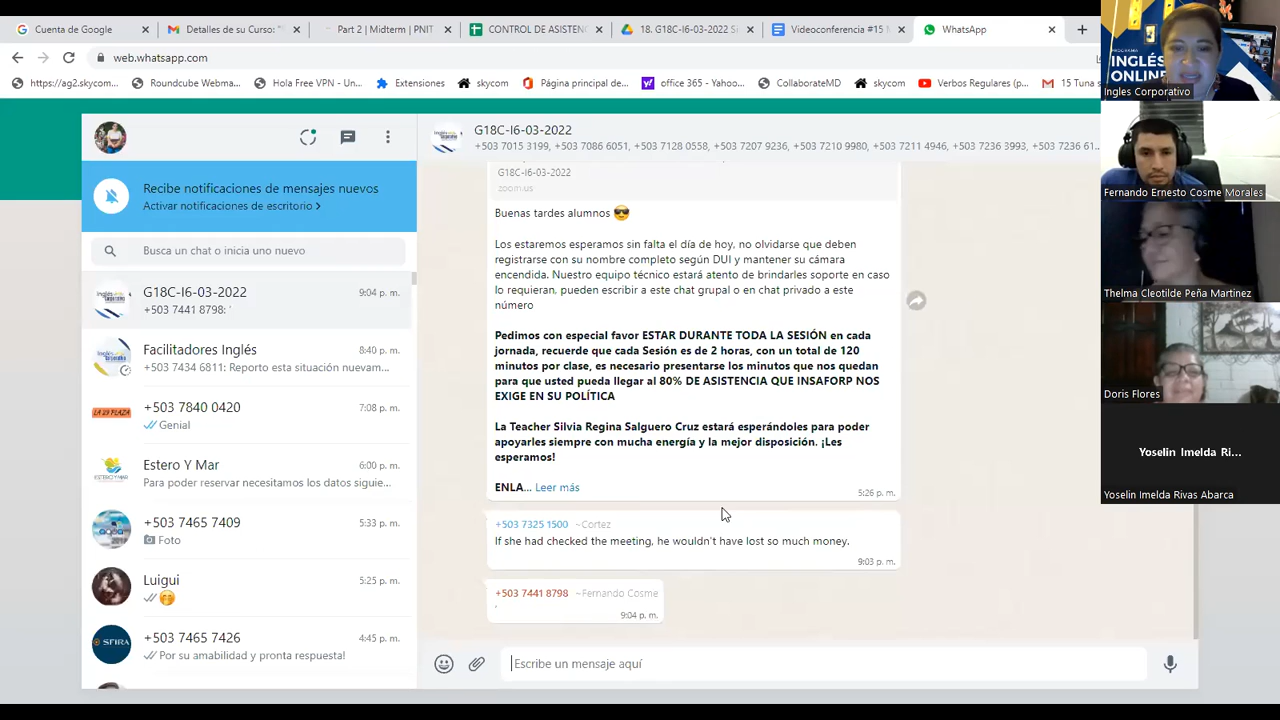 Cuenta de Google
Detalles de su Curso: "
Part 2 | Midterm | PNIT
CONTROL DE ASISTENC
18. G18C-I6-03-2022 S
Videoconferencia #15
WhatsApp
web.whatsapp.com
https://ag2.skycom...
Roundcube Webma...
Hola Free VPN - Un...
Extensiones
skycom
Página principal de...
office 365 - Yahoo...
CollaborateMD
skycom
Verbos Regulares (p...
15 Tuna
PROGRAMA
INGLÉS
ONLINE
Ingles Corporativo
Fernando Ernesto Cosme Morales
Thelma Cleotilde Peña Martinez
Doris Flores
Yoselin Imelda Ri...
Yoselin Imelda Rivas Abarca
Recibe notificaciones de mensajes nuevos
Activar notificaciones de escritorio >
Busca un chat o inicia uno nuevo
G18C-I6-03-2022
9:04 p. m.
+503 7441 8798: '
Facilitadores Inglés
8:40 p. m.
+503 7434 6811: Reporto esta situación nuevam...
LA 29 PLAZA
+503 7840 0420
7:08 p. m.
Genial
Estero Y Mar
6:00 p. m.
Para poder reservar necesitamos los datos siguie...
+503 7465 7409
5:33 p. m.
Foto
Luigui
5:25 p. m.
SFIRA
+503 7465 7426
4:45 p. m.
Por su amabilidad y pronta respuesta!
G18C-I6-03-2022
+503 7015 3199, +503 7086 6051, +503 7128 0558, +503 7207 9236, +503 7210 9980, +503 7211 4946, +503 7236 3993, +503 7236 61...
G18C-I6-03-2022
zoom.us
Buenas tardes alumnos 😎
Los estaremos esperamos sin falta el día de hoy, no olvidarse que deben
registrarse con su nombre completo según DUI y mantener su cámara
encendida. Nuestro equipo técnico estará atento de brindarles soporte en caso
lo requieran, pueden escribir a este chat grupal o en chat privado a este
número
Pedimos con especial favor ESTAR DURANTE TODA LA SESIÓN en cada
jornada, recuerde que cada Sesión es de 2 horas, con un total de 120
minutos por clase, es necesario presentarse los minutos que nos quedan
para que usted pueda llegar al 80% DE ASISTENCIA QUE INSAFORP NOS
EXIGE EN SU POLÍTICA
La Teacher Silvia Regina Salguero Cruz estará esperándoles para poder
apoyarles siempre con mucha energía y la mejor disposición. ¡Les
esperamos!
ENLA... Leer más
5:26 p. m.
+503 7325 1500 ~Cortez
If she had checked the meeting, he wouldn't have lost so much money.
9:03 p. m.
+503 7441 8798 ~Fernando Cosme
'
9:04 p. m.
Escribe un mensaje aquí